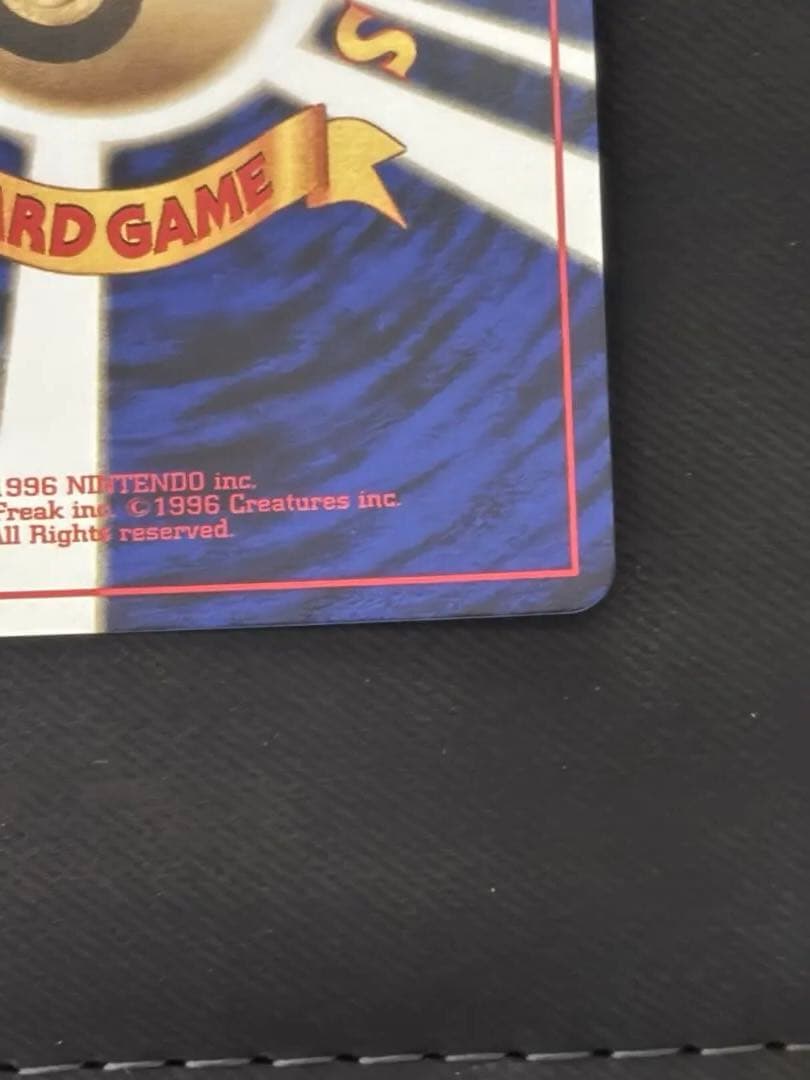 S
ARD GAME
1996 NINTENDO inc.
Freak inc. ©1996 Creatures inc.
All Rights reserved.